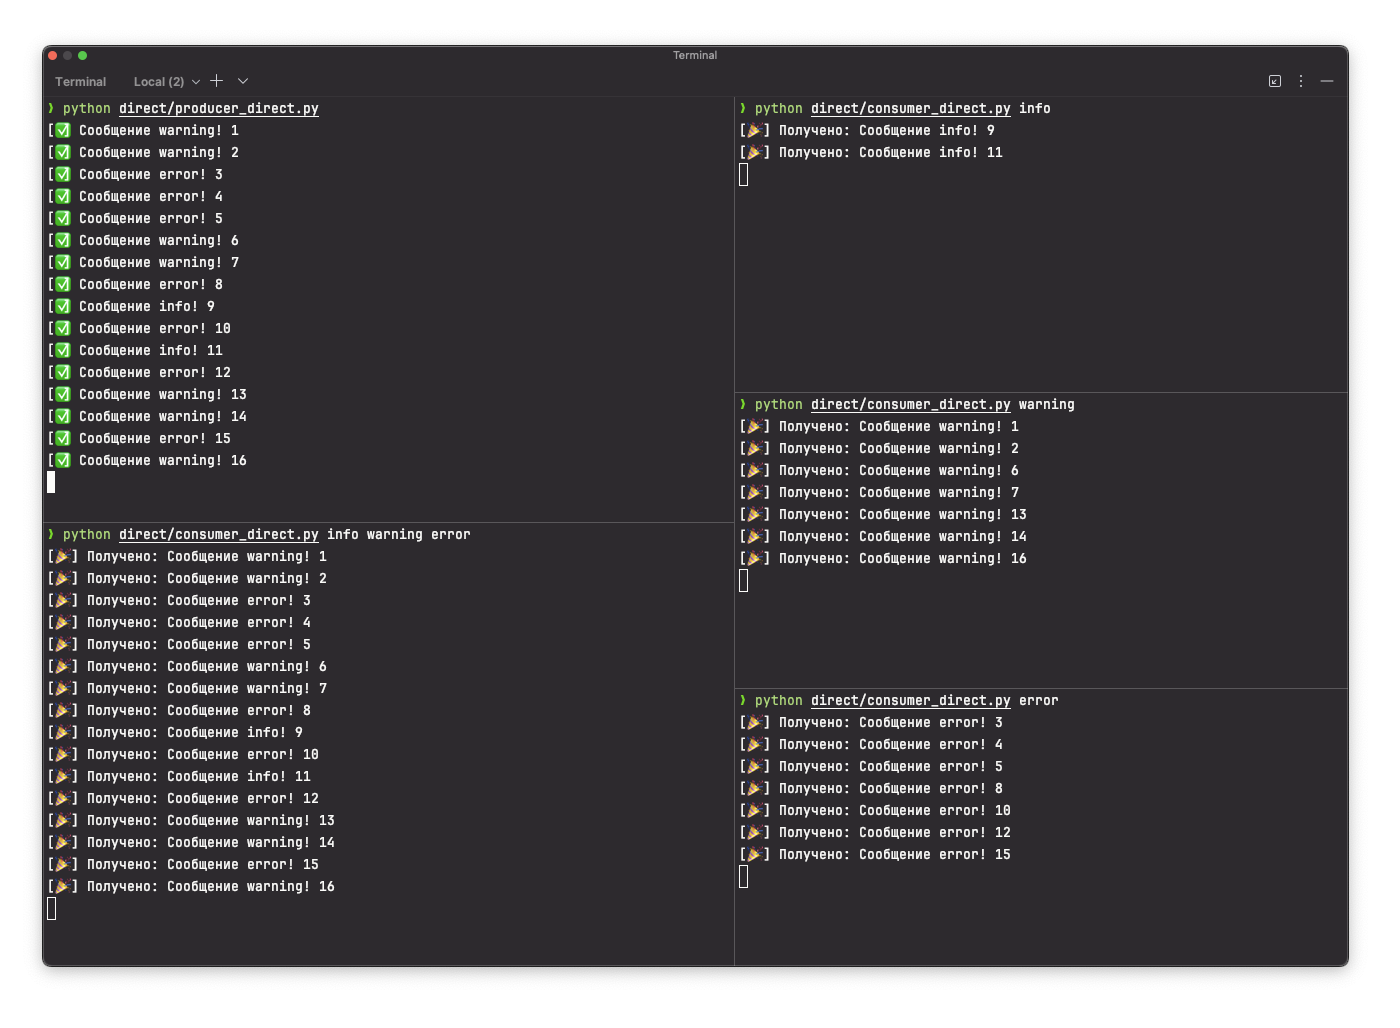 Terminal
Terminal Local (2)
❯ python direct/producer_direct.py
[✅ Сообщение warning! 1
[✅ Сообщение warning! 2
[✅ Сообщение error! 3
[✅ Сообщение error! 4
[✅ Сообщение error! 5
[✅ Сообщение warning! 6
[✅ Сообщение warning! 7
[✅ Сообщение error! 8
[✅ Сообщение info! 9
[✅ Сообщение error! 10
[✅ Сообщение info! 11
[✅ Сообщение error! 12
[✅ Сообщение warning! 13
[✅ Сообщение warning! 14
[✅ Сообщение error! 15
[✅ Сообщение warning! 16
❯ python direct/consumer_direct.py info warning error
[🎉] Получено: Сообщение warning! 1
[🎉] Получено: Сообщение warning! 2
[🎉] Получено: Сообщение error! 3
[🎉] Получено: Сообщение error! 4
[🎉] Получено: Сообщение error! 5
[🎉] Получено: Сообщение warning! 6
[🎉] Получено: Сообщение warning! 7
[🎉] Получено: Сообщение error! 8
[🎉] Получено: Сообщение info! 9
[🎉] Получено: Сообщение error! 10
[🎉] Получено: Сообщение info! 11
[🎉] Получено: Сообщение error! 12
[🎉] Получено: Сообщение warning! 13
[🎉] Получено: Сообщение warning! 14
[🎉] Получено: Сообщение error! 15
[🎉] Получено: Сообщение warning! 16
❯ python direct/consumer_direct.py info
[🎉] Получено: Сообщение info! 9
[🎉] Получено: Сообщение info! 11
❯ python direct/consumer_direct.py warning
[🎉] Получено: Сообщение warning! 1
[🎉] Получено: Сообщение warning! 2
[🎉] Получено: Сообщение warning! 6
[🎉] Получено: Сообщение warning! 7
[🎉] Получено: Сообщение warning! 13
[🎉] Получено: Сообщение warning! 14
[🎉] Получено: Сообщение warning! 16
❯ python direct/consumer_direct.py error
[🎉] Получено: Сообщение error! 3
[🎉] Получено: Сообщение error! 4
[🎉] Получено: Сообщение error! 5
[🎉] Получено: Сообщение error! 8
[🎉] Получено: Сообщение error! 10
[🎉] Получено: Сообщение error! 12
[🎉] Получено: Сообщение error! 15